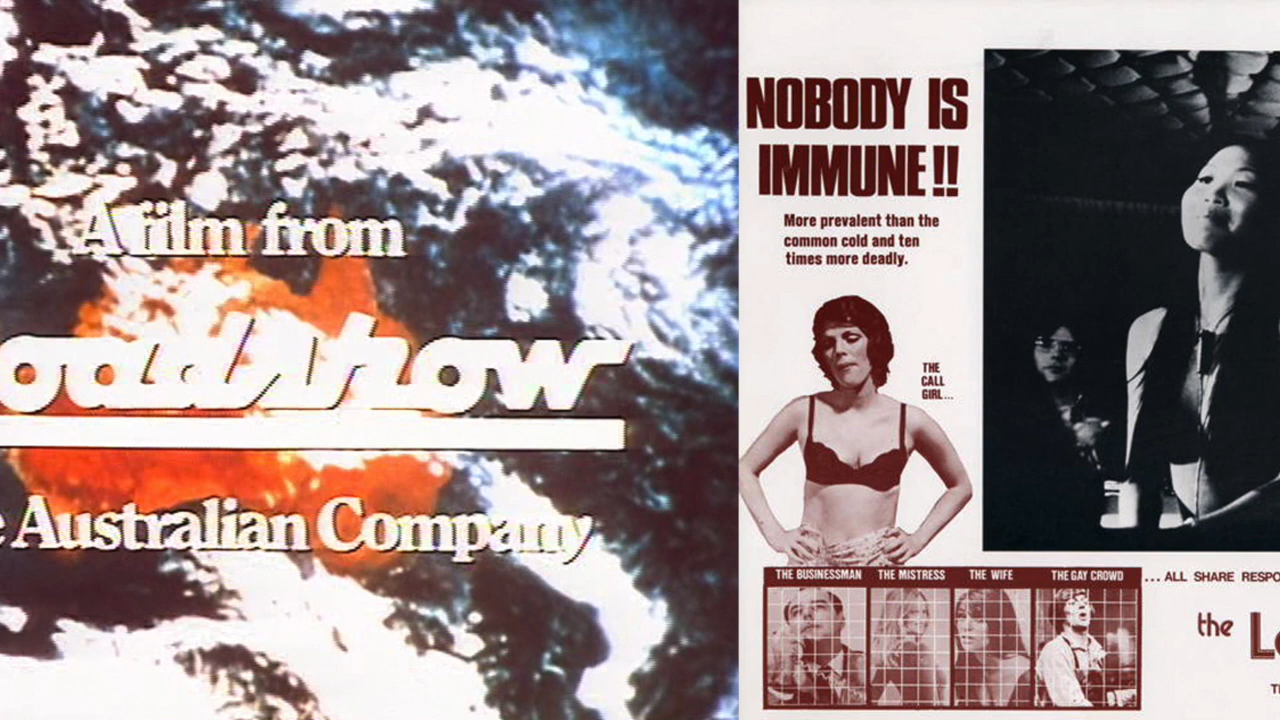 A film from
oadshow
e Australian Company
NOBODY IS
IMMUNE!!
More prevalent than the
common cold and ten
times more deadly.
THE
CALL
GIRL...
THE BUSINESSMAN THE MISTRESS THE WIFE THE GAY CROWD
...ALL SHARE RESPO
the L
T